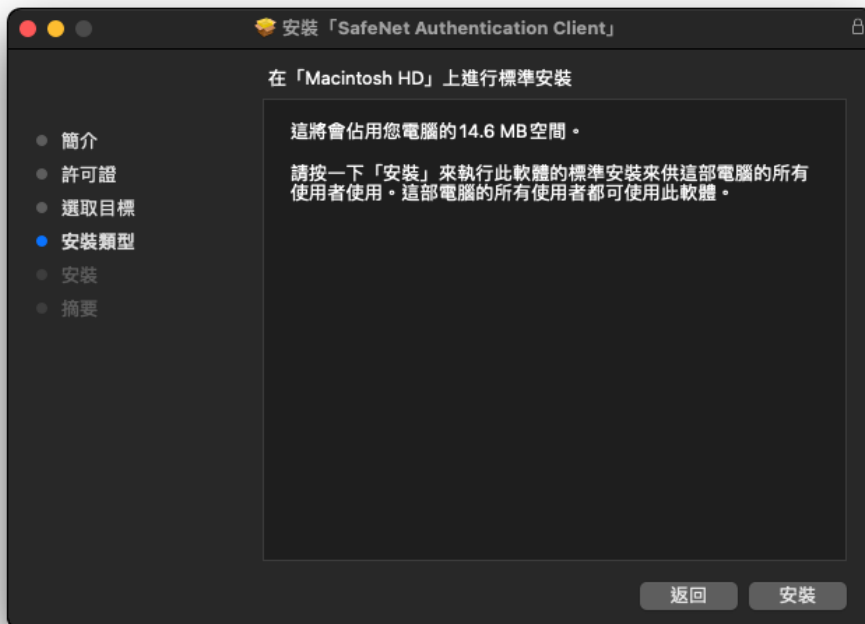 安裝「SafeNet Authentication Client」
在「Macintosh HD」上進行標準安裝
簡介
許可證
選取目標
安裝類型
安裝
摘要
這將會佔用您電腦的14.6 MB空間。
請按一下「安裝」來執行此軟體的標準安裝來供這部電腦的所有
使用者使用。這部電腦的所有使用者都可使用此軟體。
返回
安裝